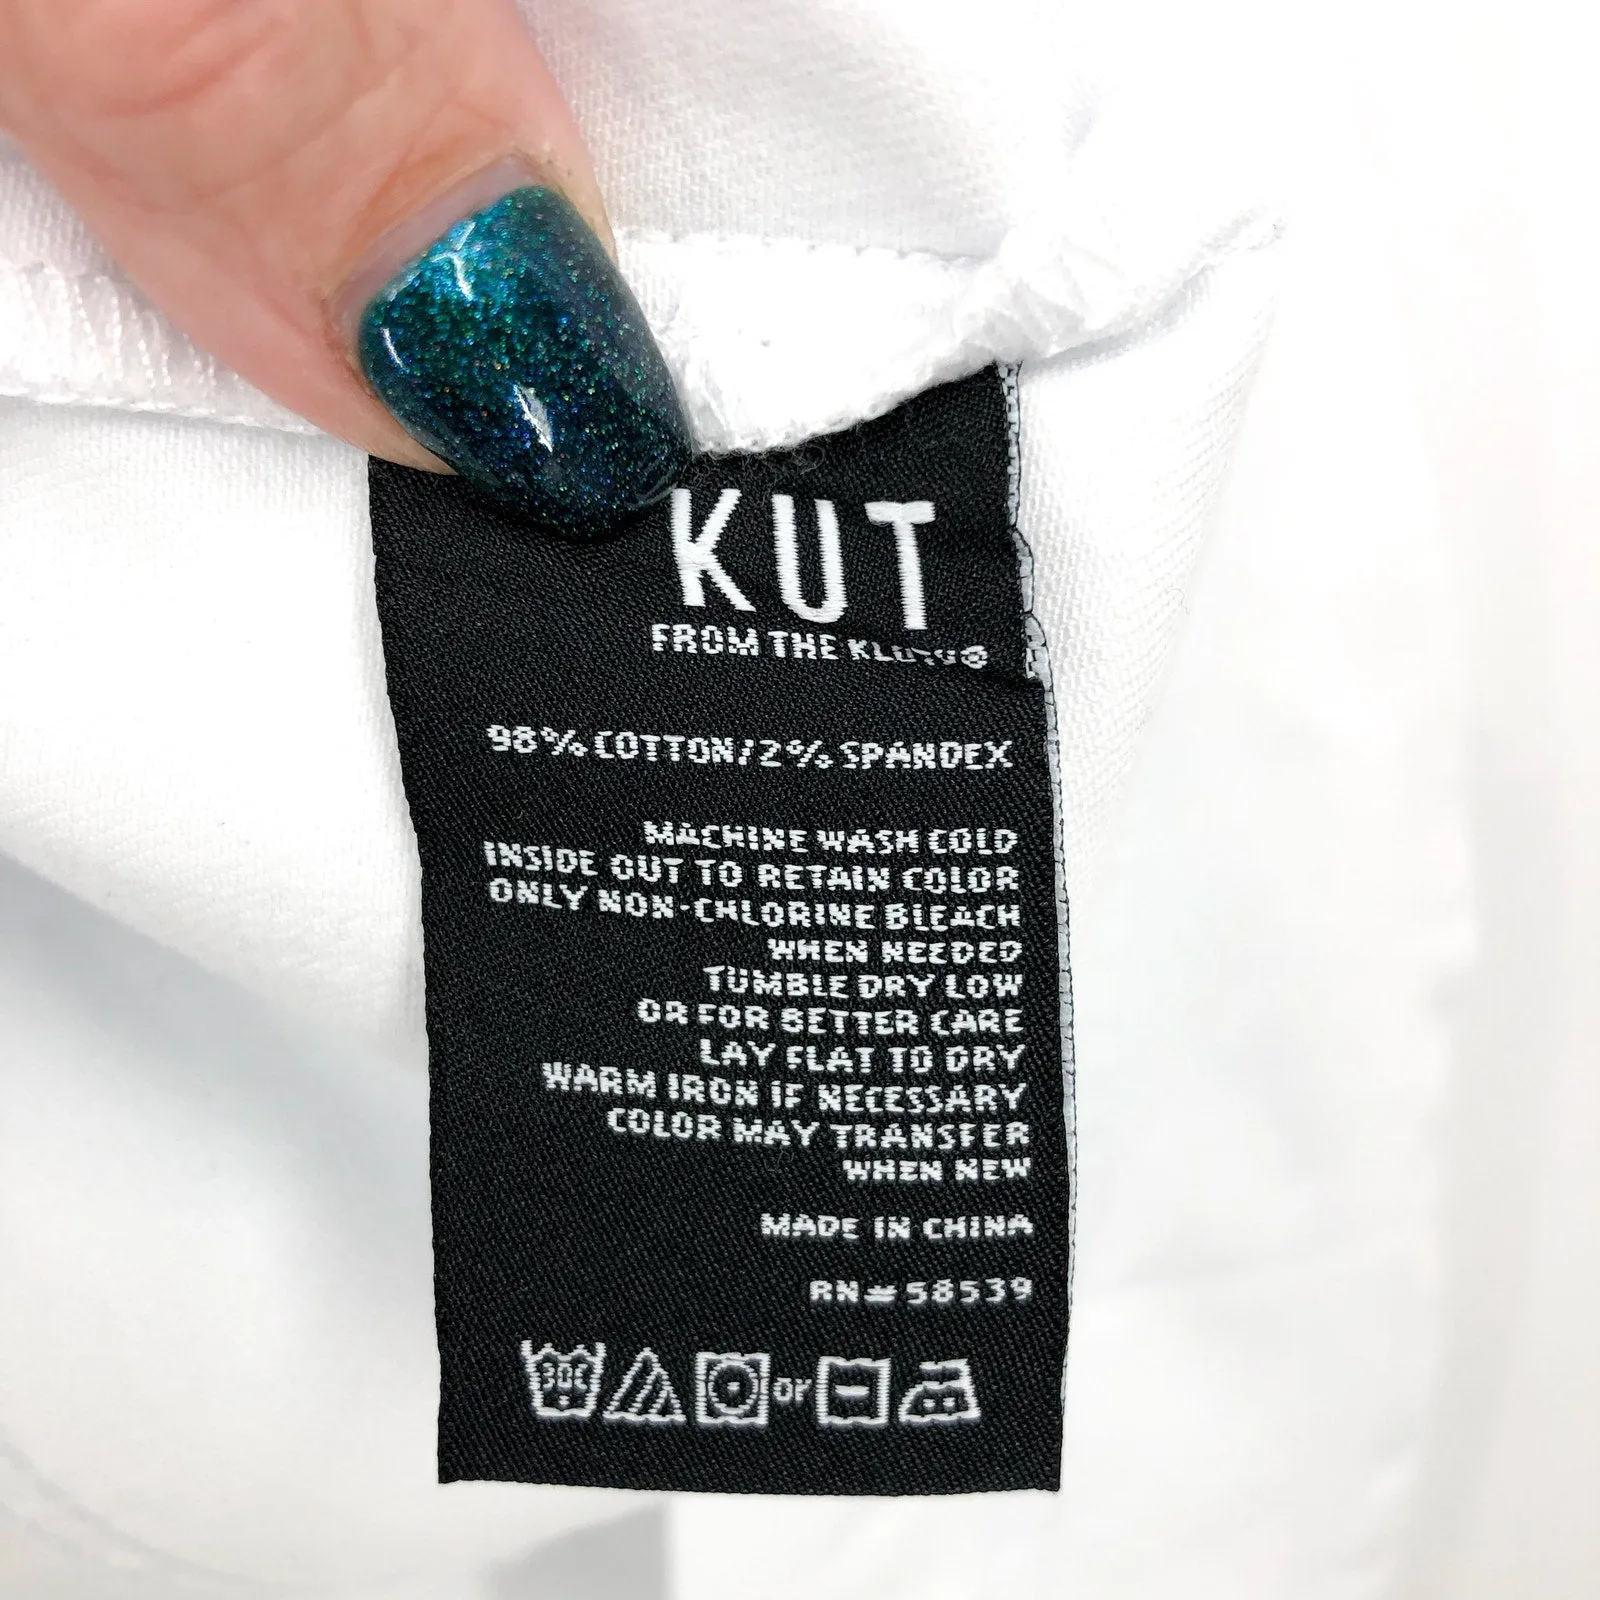 KUT
FROM THE KLOTH®
98% COTTON/2% SPANDEX
MACHINE WASH COLD
INSIDE OUT TO RETAIN COLOR
ONLY NON-CHLORINE BLEACH
WHEN NEEDED
TUMBLE DRY LOW
OR FOR BETTER CARE
LAY FLAT TO DRY
WARM IRON IF NECESSARY
COLOR MAY TRANSFER
WHEN NEW
MADE IN CHINA
RN#58539
30C or